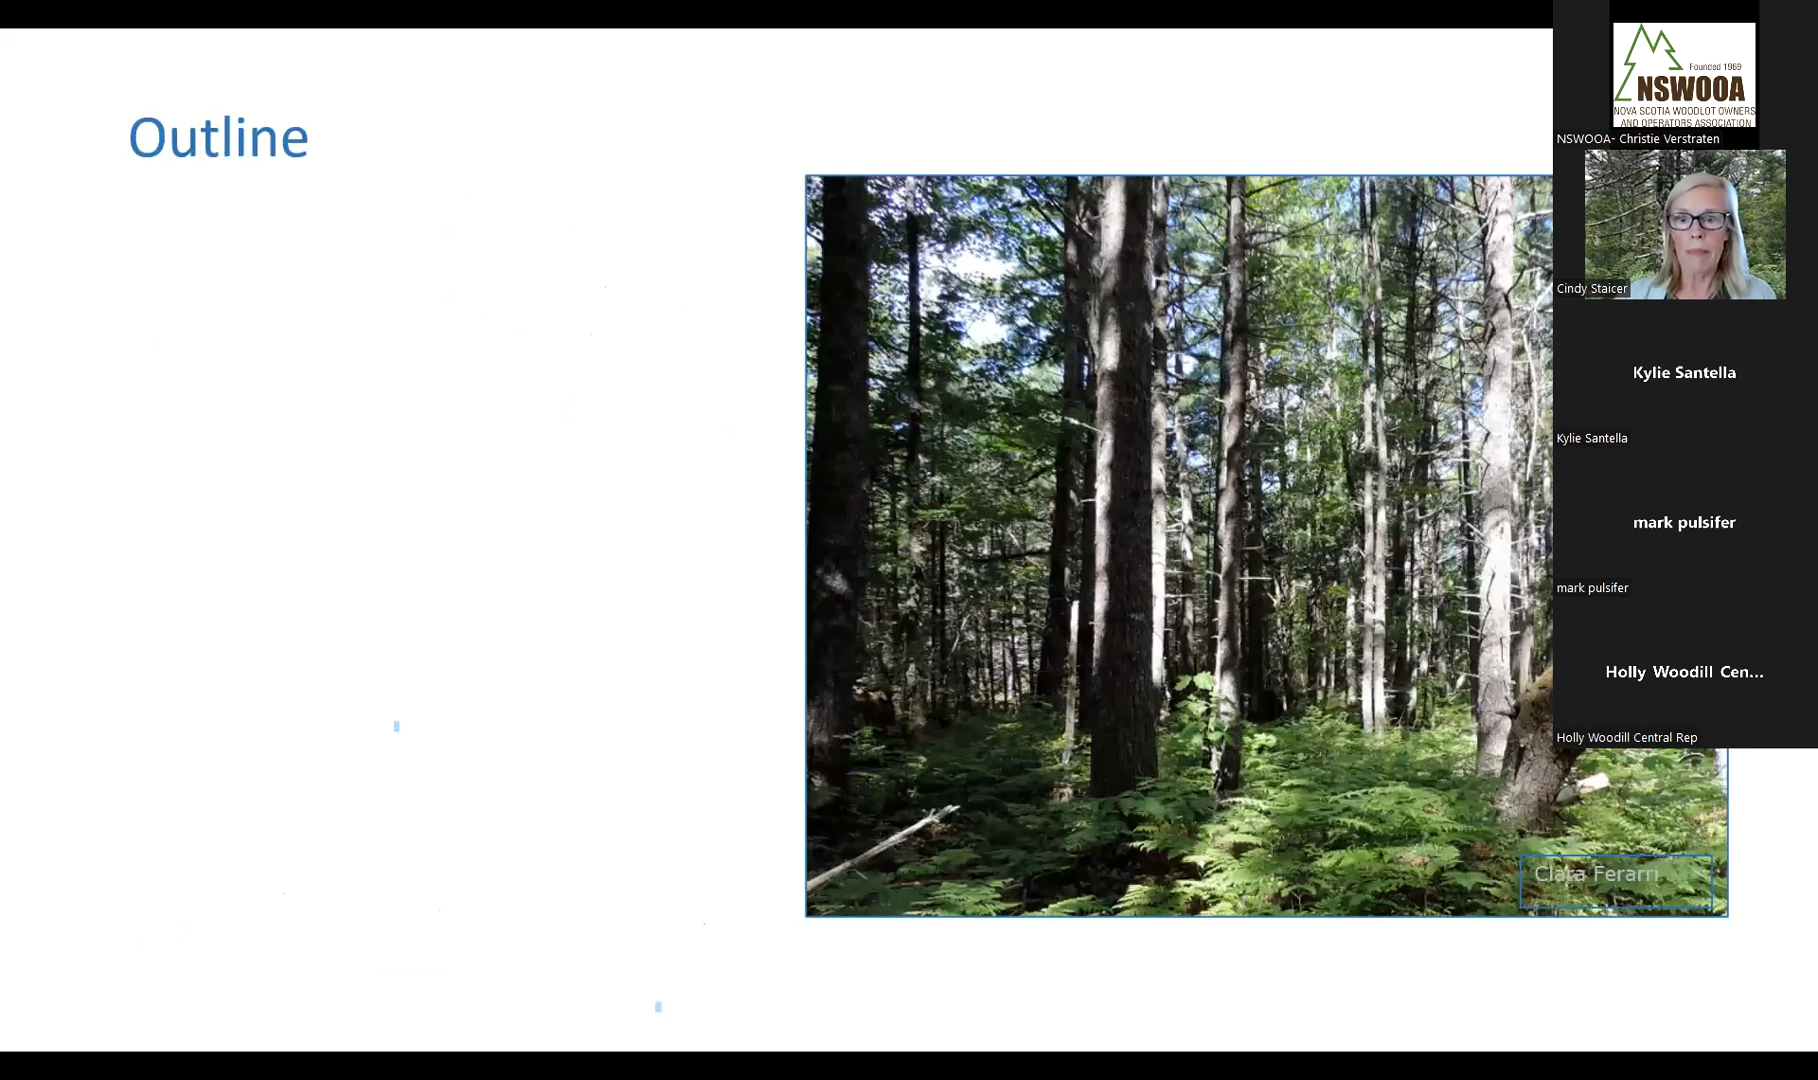 Outline
Clara Ferarri
Founded 1969
NSWOOA
NOVA SCOTIA WOODLOT OWNERS
AND OPERATORS ASSOCIATION
NSWOOA- Christie Verstraten
Cindy Staicer
Kylie Santella
Kylie Santella
mark pulsifer
mark pulsifer
Holly Woodill Cen...
Holly Woodill Central Rep